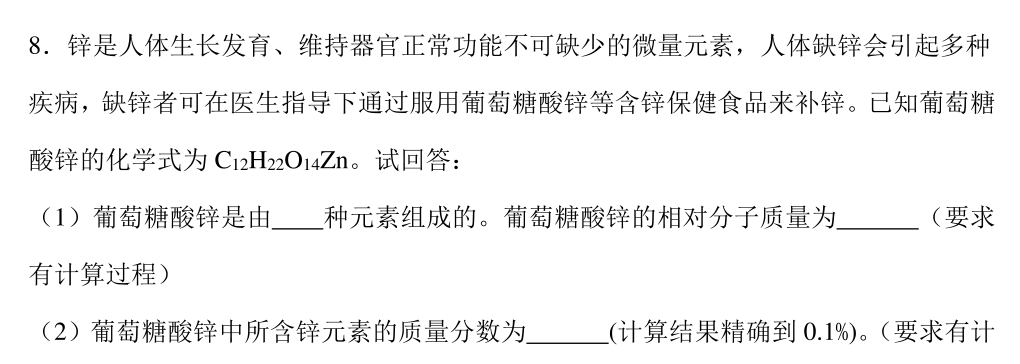 8．锌是人体生长发育、维持器官正常功能不可缺少的微量元素，人体缺锌会引起多种
疾病，缺锌者可在医生指导下通过服用葡萄糖酸锌等含锌保健食品来补锌。已知葡萄糖
酸锌的化学式为 C₁₂H₂₂O₁₄Zn。试回答：
（1）葡萄糖酸锌是由____种元素组成的。葡萄糖酸锌的相对分子质量为______（要求
有计算过程）
（2）葡萄糖酸锌中所含锌元素的质量分数为______(计算结果精确到 0.1%)。（要求有计